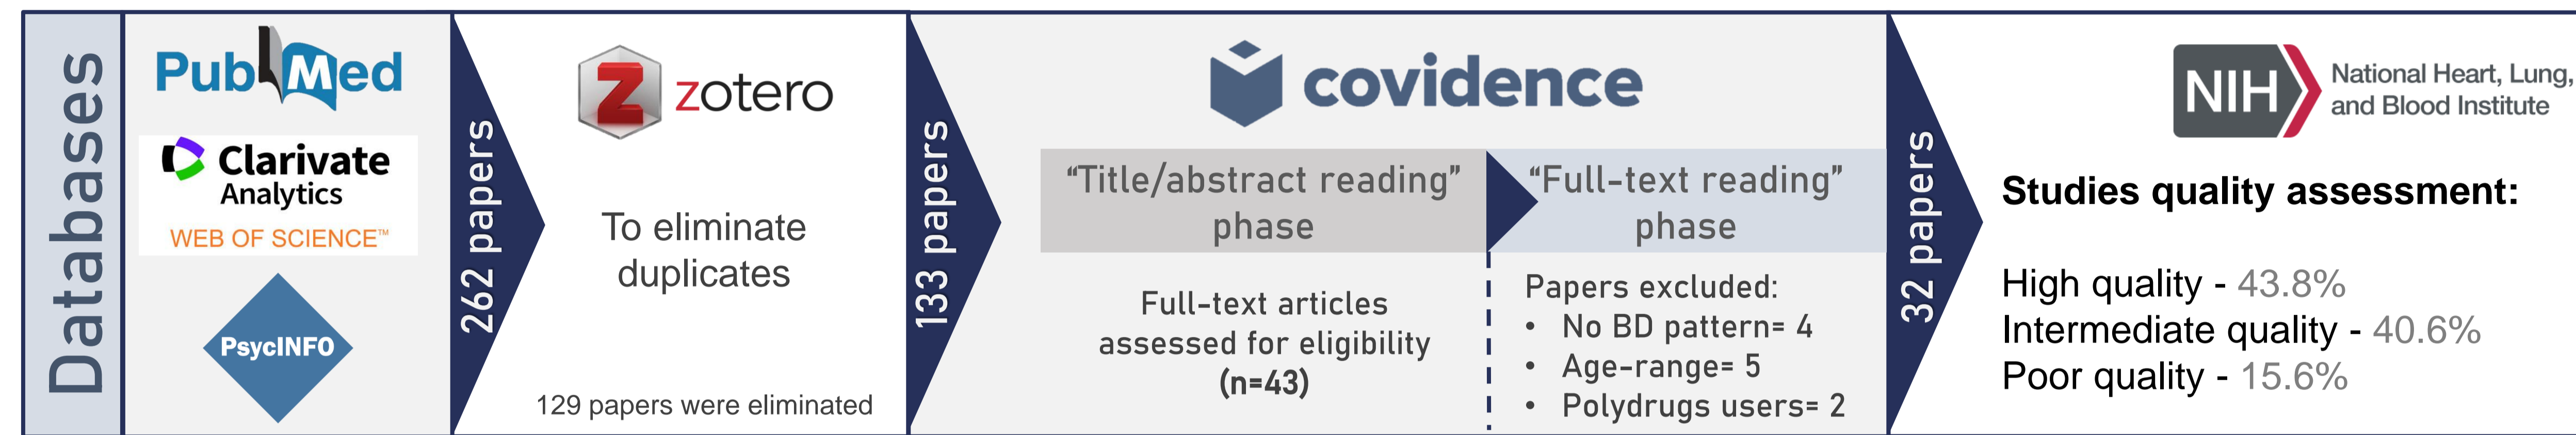 Databases
PubMed
Clarivate
Analytics
WEB OF SCIENCE™
PsycINFO
262 papers
zotero
To eliminate
duplicates
129 papers were eliminated
133 papers
covidence
“Title/abstract reading”
phase
Full-text articles
assessed for eligibility
(n=43)
“Full-text reading”
phase
Papers excluded:
• No BD pattern= 4
• Age-range= 5
• Polydrugs users= 2
32 papers
NIH
National Heart, Lung,
and Blood Institute
Studies quality assessment:
High quality - 43.8%
Intermediate quality - 40.6%
Poor quality - 15.6%